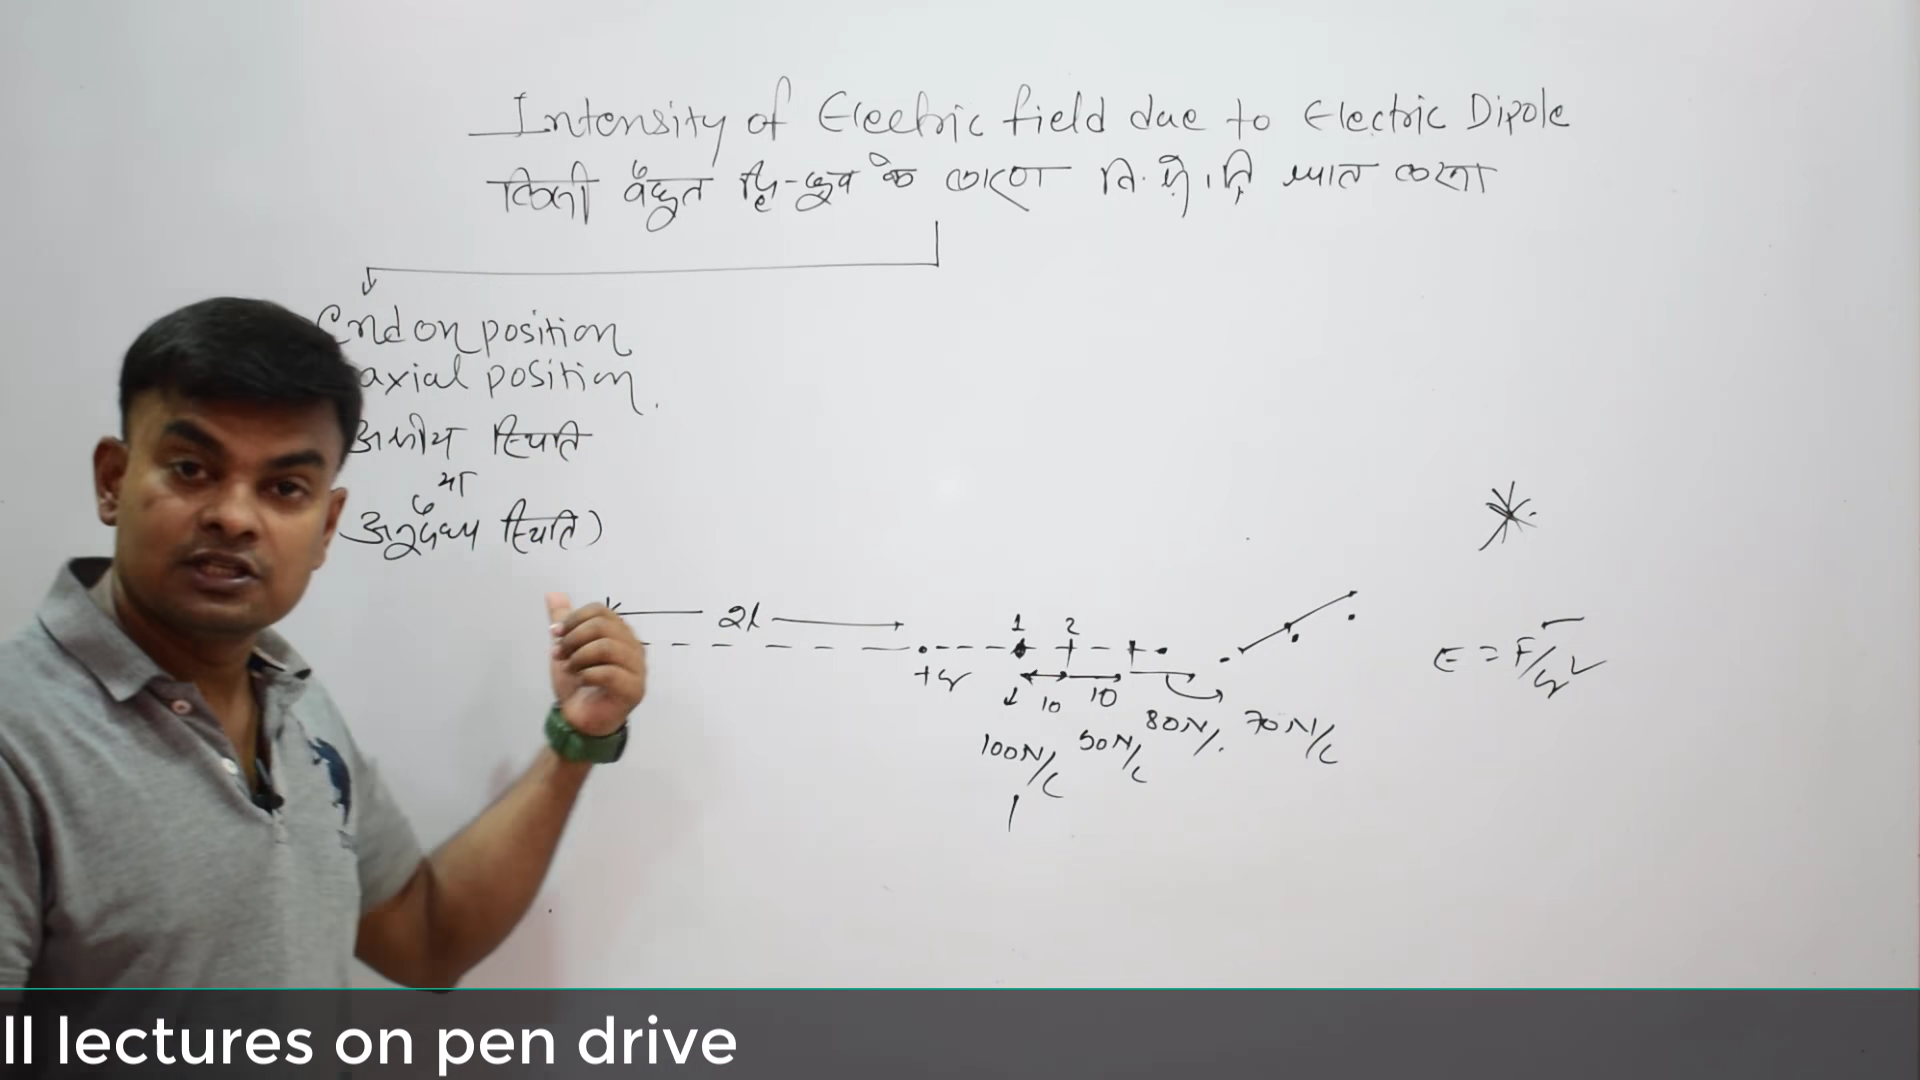 Intensity of Electric field due to Electric Dipole
किसी वैद्युत द्वि-ध्रुव के कारण वि.क्षे.ती ज्ञात करना
End on position
axial position.
अक्षीय स्थिति
या
अनुदैर्ध्य स्थिति)
2l
1 2
+q
10 10
100N/C 90N/C 80N/. 70N/C
E = F/q
ll lectures on pen drive